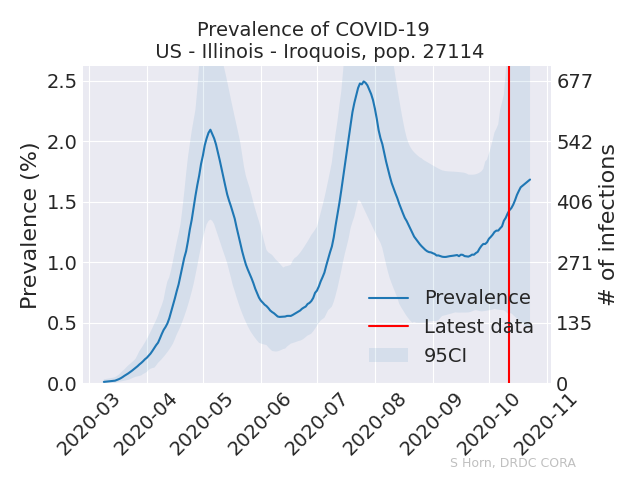 Prevalence of COVID-19
US - Illinois - Iroquois, pop. 27114
Prevalence (%)
2.5
2.0
1.5
1.0
0.5
0.0
677
542
406
271
135
0
# of infections
Prevalence
Latest data
95CI
2020-03
2020-04
2020-05
2020-06
2020-07
2020-08
2020-09
2020-10
2020-11
S Horn, DRDC CORA